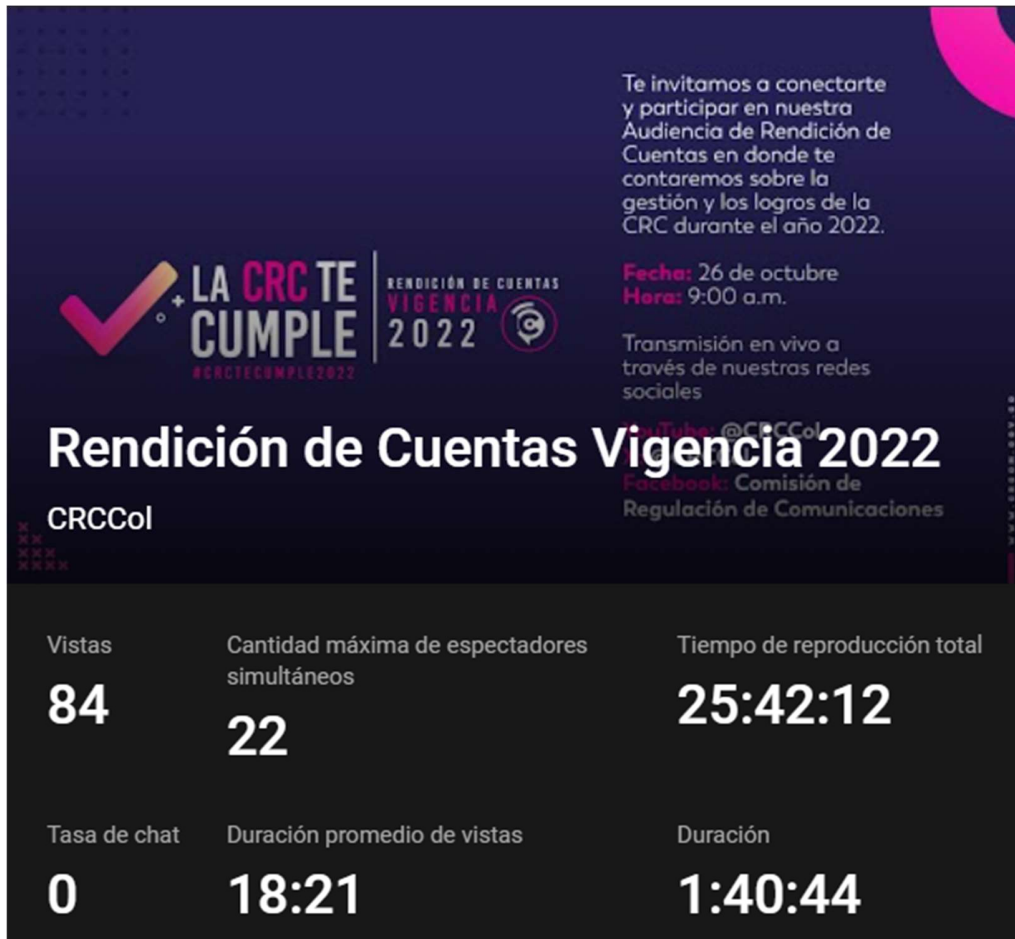 Te invitamos a conectarte
y participar en nuestra
Audiencia de Rendición de
Cuentas en donde te
contaremos sobre la
gestión y los logros de la
CRC durante el año 2022.
Fecha: 26 de octubre
Hora: 9:00 a.m.
Transmisión en vivo a
través de nuestras redes
sociales
YouTube: @CRCCol
Facebook: Comisión de
Regulación de Comunicaciones
LA CRC TE
CUMPLE
#CRCTECUMPLE2022
RENDICIÓN DE CUENTAS
VIGENCIA
2022
Rendición de Cuentas Vigencia 2022
CRCCol
Vistas
84
Cantidad máxima de espectadores
simultáneos
22
Tiempo de reproducción total
25:42:12
Tasa de chat
0
Duración promedio de vistas
18:21
Duración
1:40:44